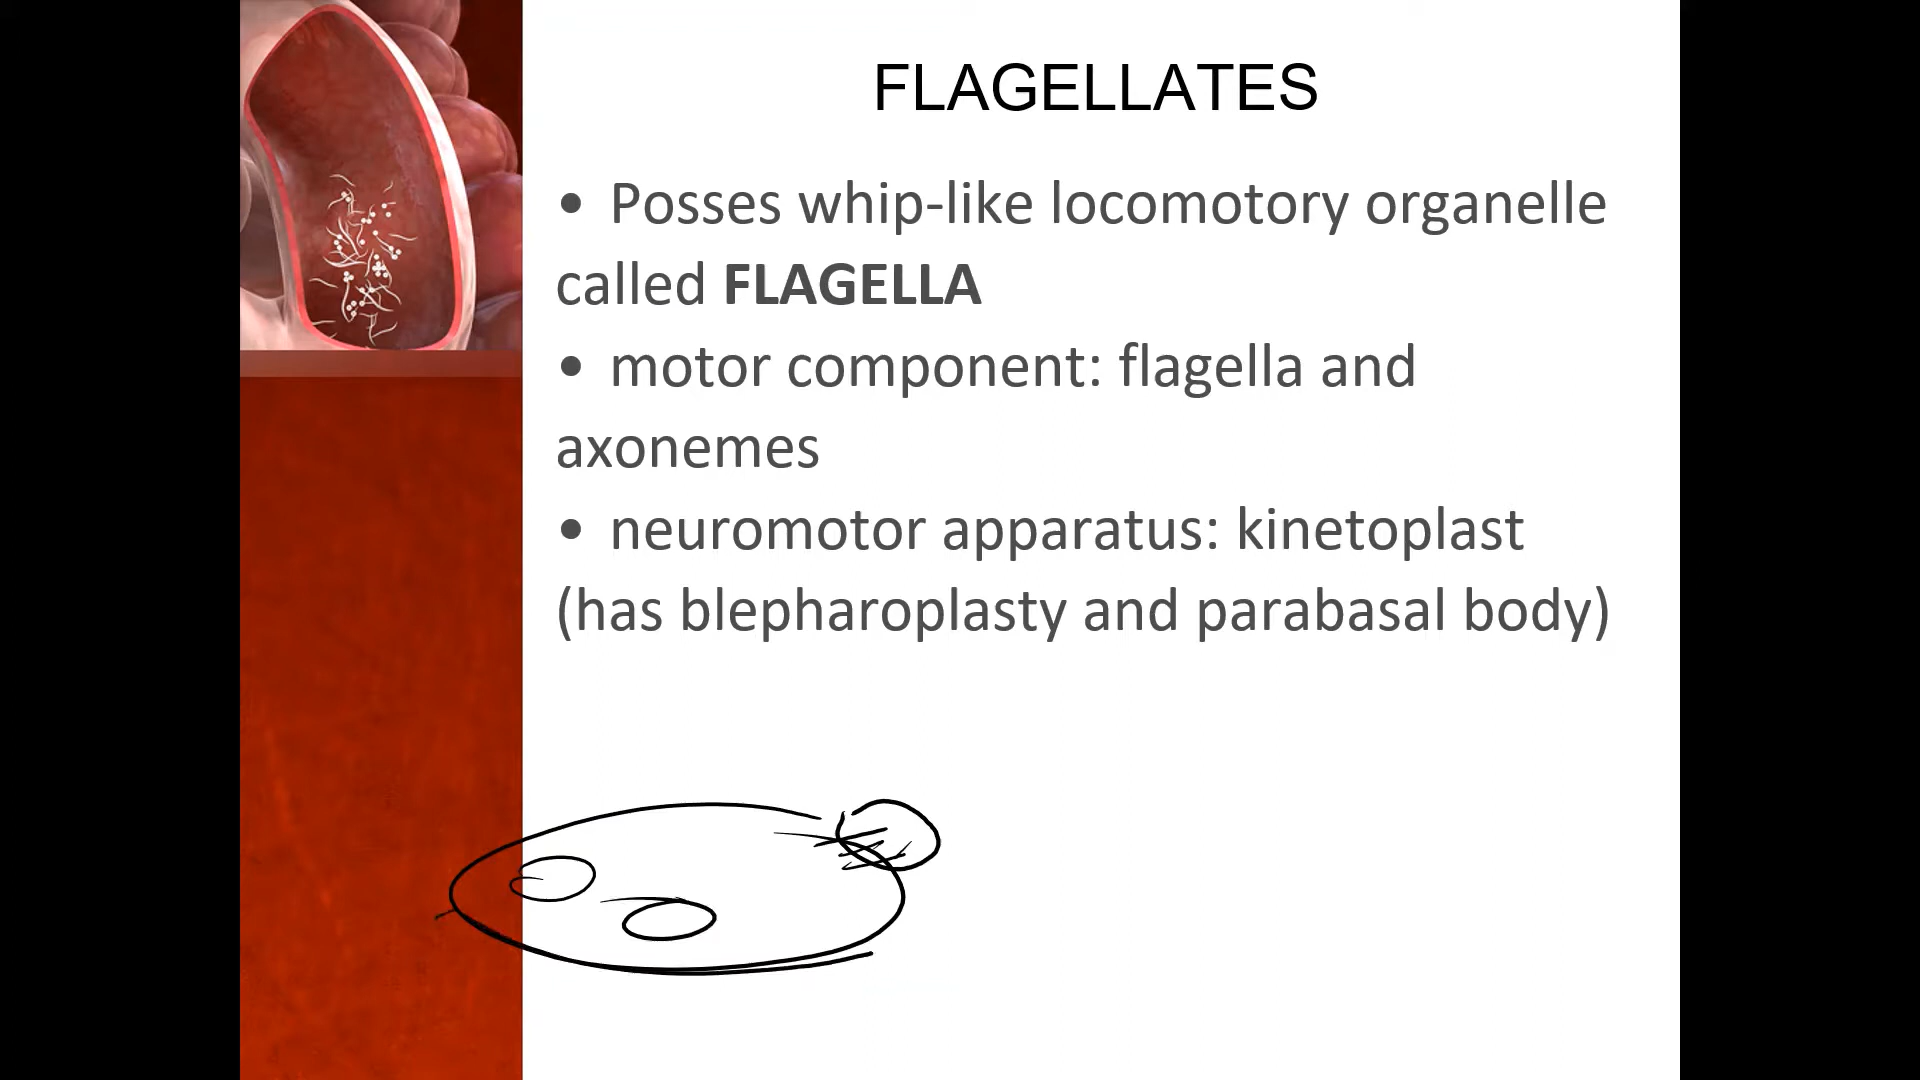 FLAGELLATES
• Posses whip-like locomotory organelle
called FLAGELLA
• motor component: flagella and
axonemes
• neuromotor apparatus: kinetoplast
(has blepharoplasty and parabasal body)